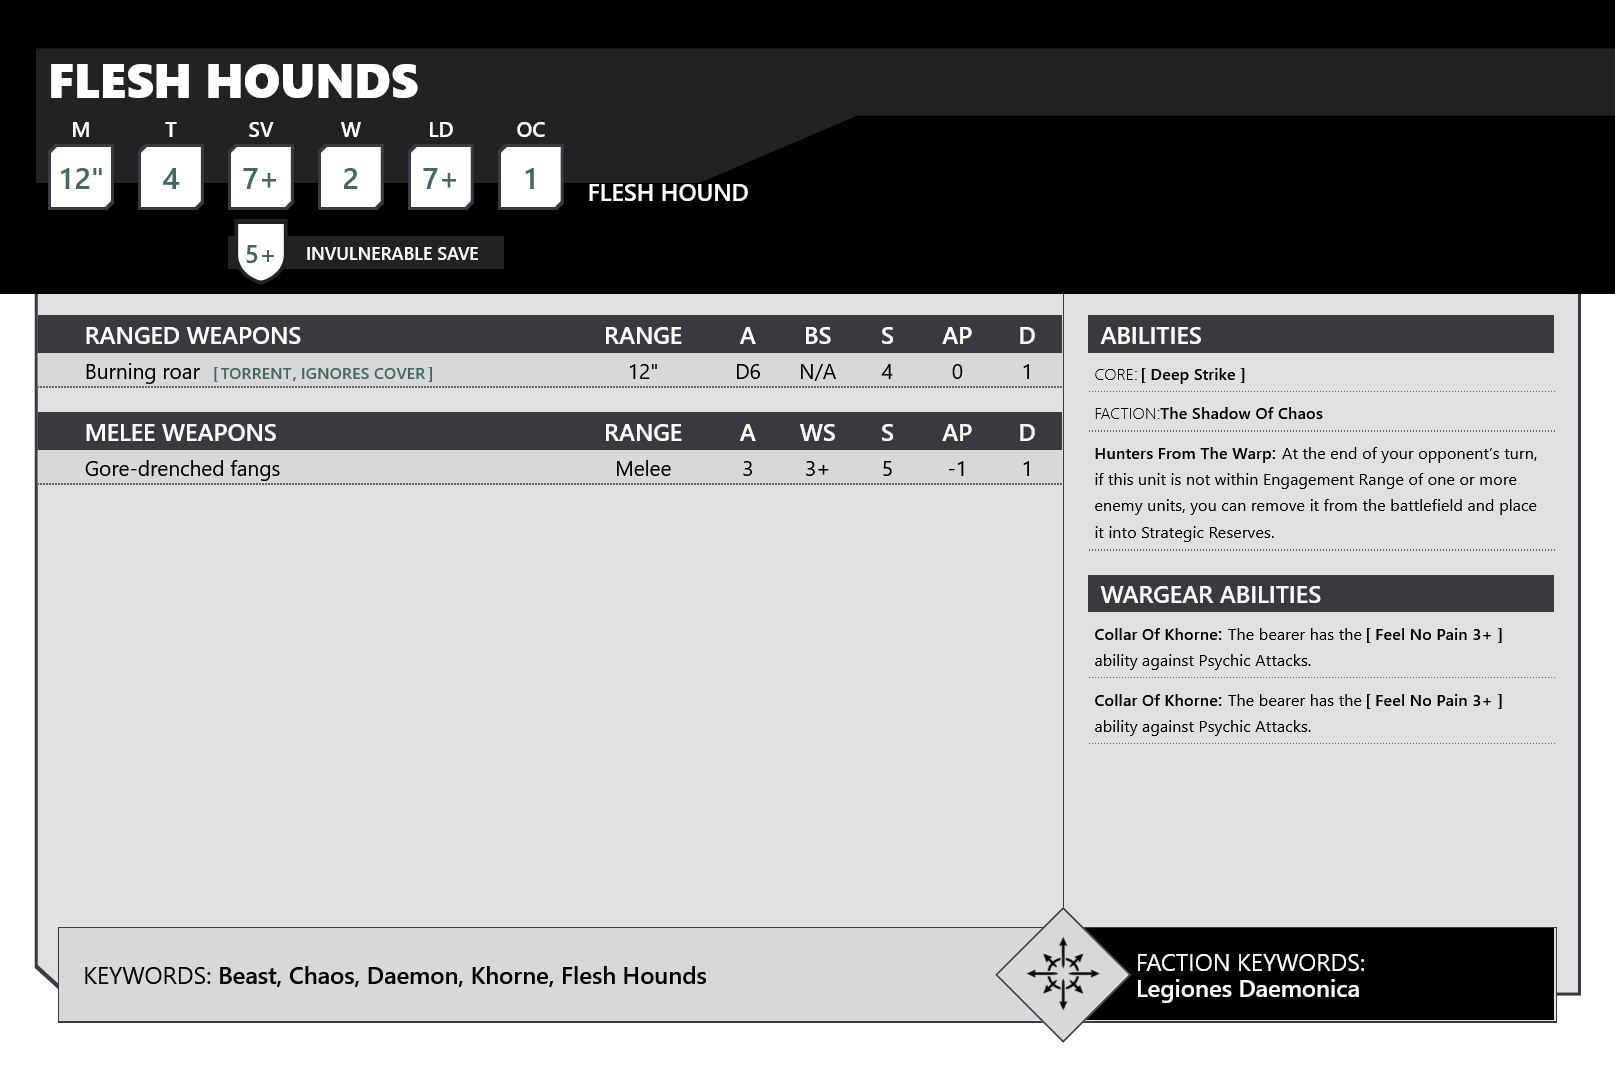 FLESH HOUNDS
M T SV W LD OC
12" 4 7+ 2 7+ 1 FLESH HOUND
5+ INVULNERABLE SAVE
RANGED WEAPONS RANGE A BS S AP D
Burning roar [TORRENT, IGNORES COVER] 12" D6 N/A 4 0 1
MELEE WEAPONS RANGE A WS S AP D
Gore-drenched fangs Melee 3 3+ 5 -1 1
ABILITIES
CORE: [ Deep Strike ]
FACTION:The Shadow Of Chaos
Hunters From The Warp: At the end of your opponent’s turn,
if this unit is not within Engagement Range of one or more
enemy units, you can remove it from the battlefield and place
it into Strategic Reserves.
WARGEAR ABILITIES
Collar Of Khorne: The bearer has the [ Feel No Pain 3+ ]
ability against Psychic Attacks.
Collar Of Khorne: The bearer has the [ Feel No Pain 3+ ]
ability against Psychic Attacks.
KEYWORDS: Beast, Chaos, Daemon, Khorne, Flesh Hounds
FACTION KEYWORDS:
Legiones Daemonica